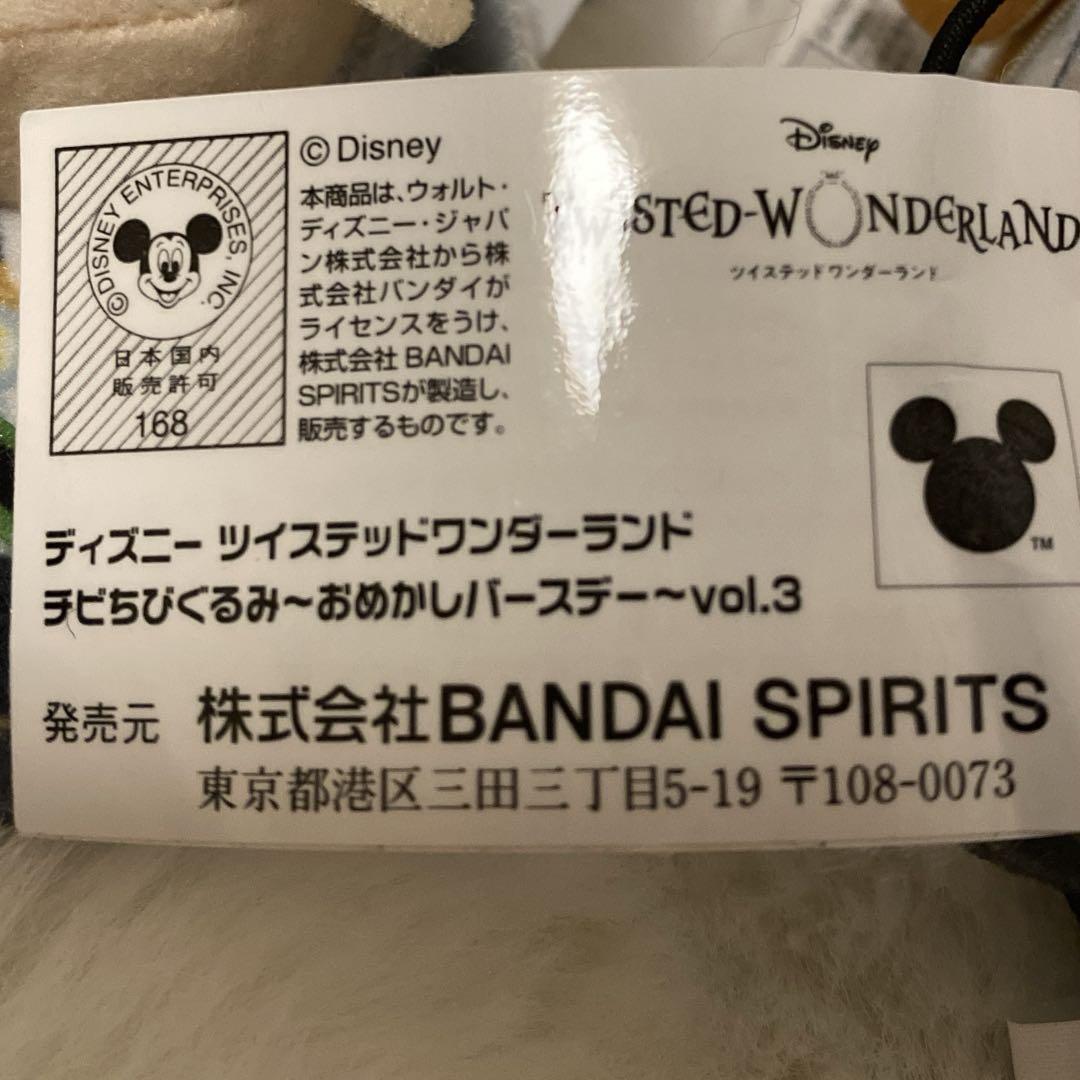 ©DISNEY ENTERPRISES, INC.
日本国内
販売許可
168
©Disney
本商品は、ウォルト・
ディズニー・ジャパ
ン株式会社から株
式会社バンダイが
ライセンスをうけ、
株式会社 BANDAI
SPIRITSが製造し、
販売するものです。
Disney
TWISTED-WONDERLAND
ツイステッドワンダーランド
TM
ディズニー ツイステッドワンダーランド
チビちびぐるみ～おめかしバースデー～vol.3
発売元 株式会社BANDAI SPIRITS
東京都港区三田三丁目5-19 〒108-0073